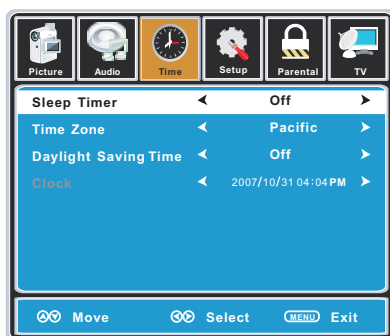 Picture Audio Time Setup Parental TV
Sleep Timer Off
Time Zone Pacific
Daylight Saving Time Off
Clock 2007/10/31 04:04 PM
Move Select MENU Exit